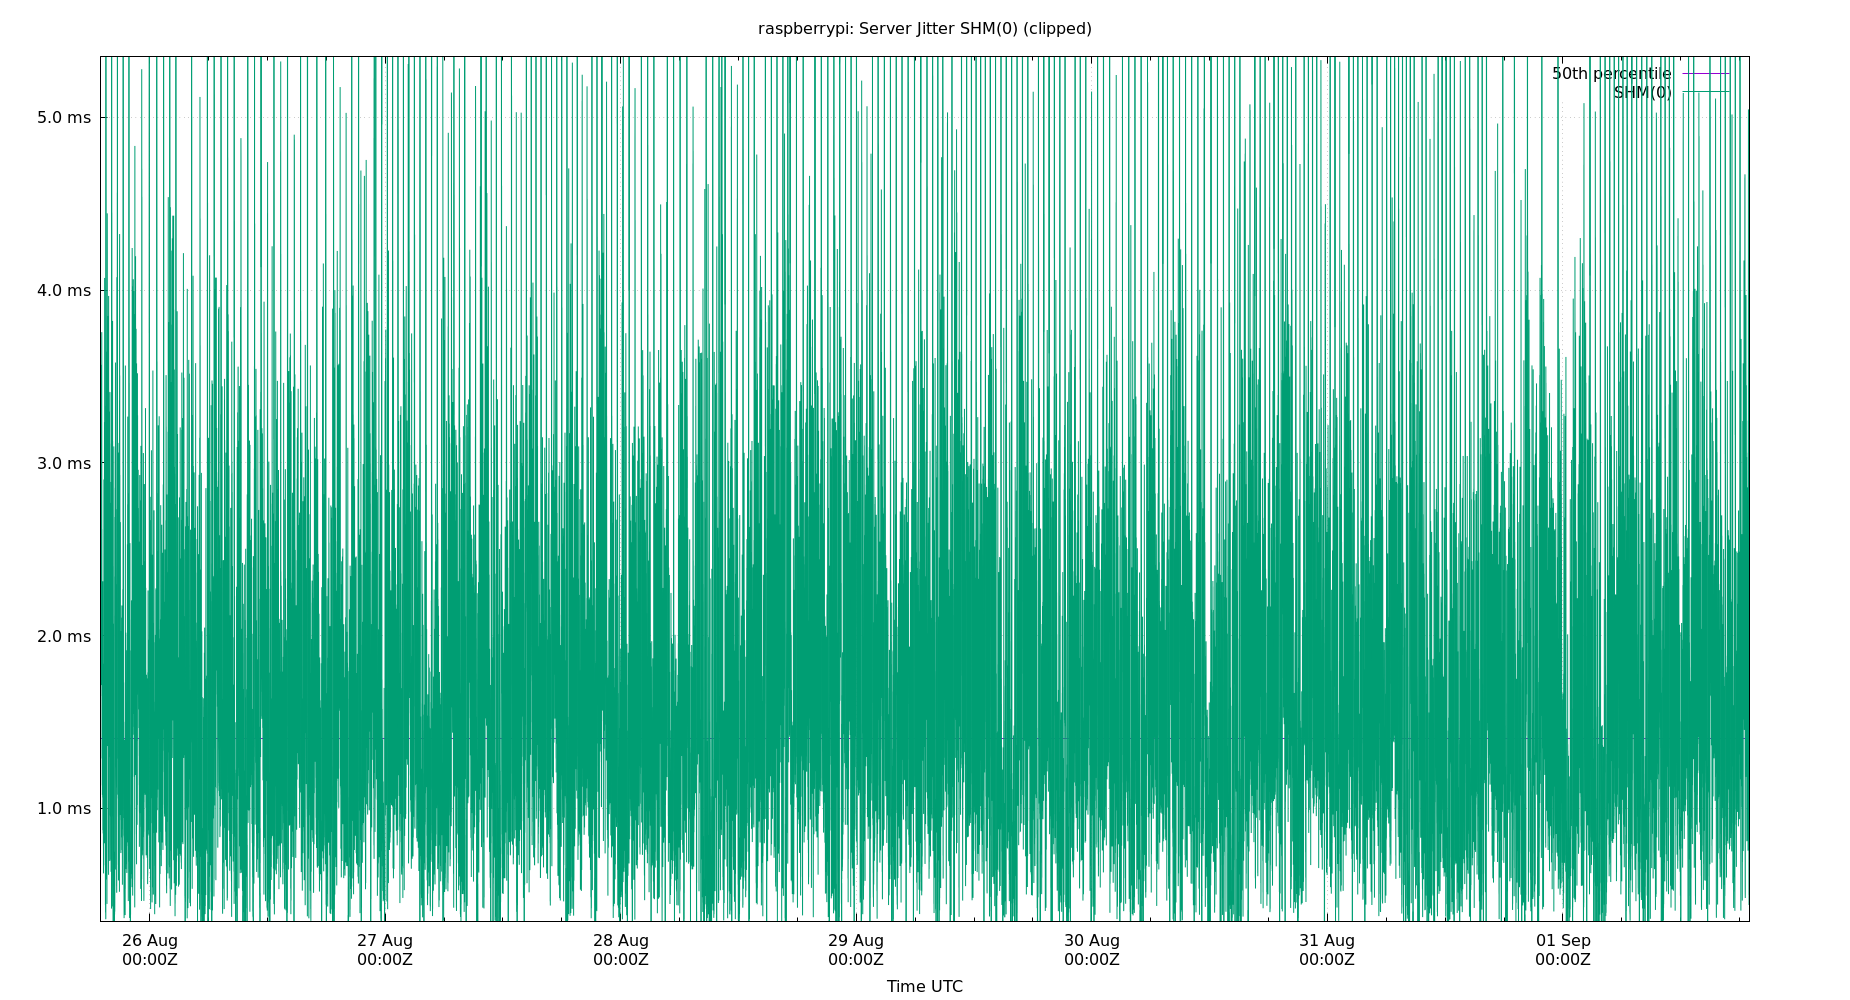 raspberrypi: Server Jitter SHM(0) (clipped)
50th percentile
SHM(0)
5.0 ms
4.0 ms
3.0 ms
2.0 ms
1.0 ms
26 Aug
00:00Z
27 Aug
00:00Z
28 Aug
00:00Z
29 Aug
00:00Z
30 Aug
00:00Z
31 Aug
00:00Z
01 Sep
00:00Z
Time UTC